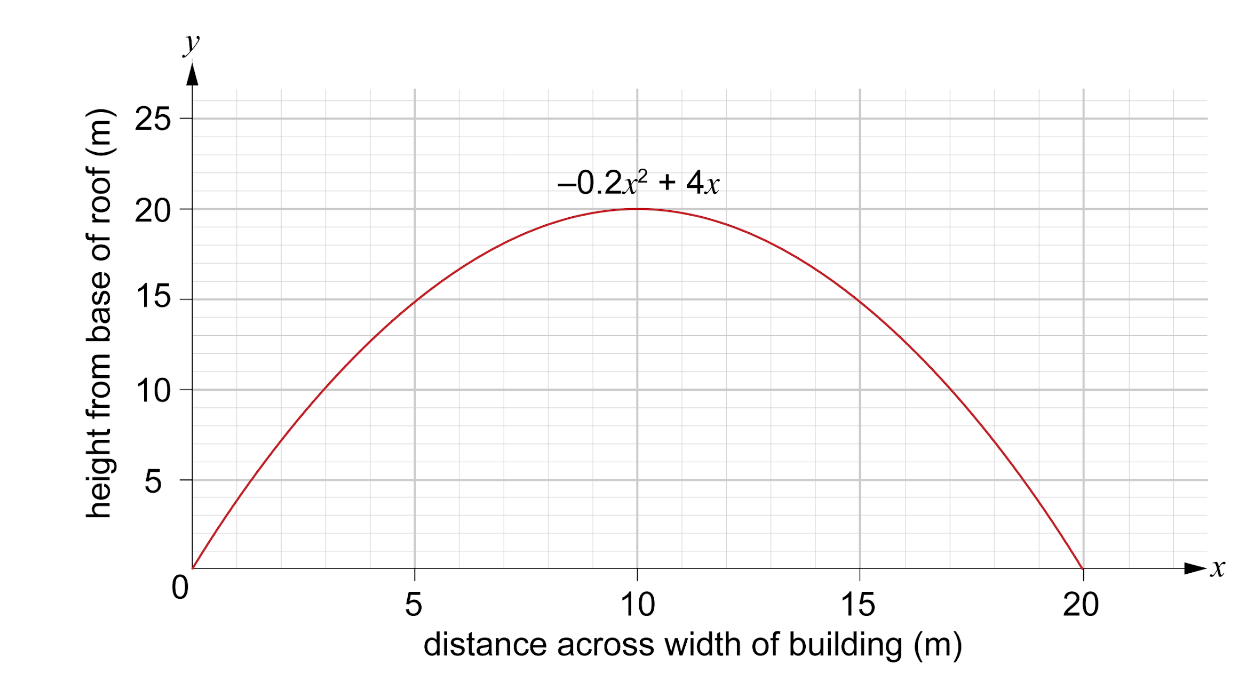 y
25
–0.2x² + 4x
20
15
10
5
0
5 10 15 20
x
distance across width of building (m)
height from base of roof (m)